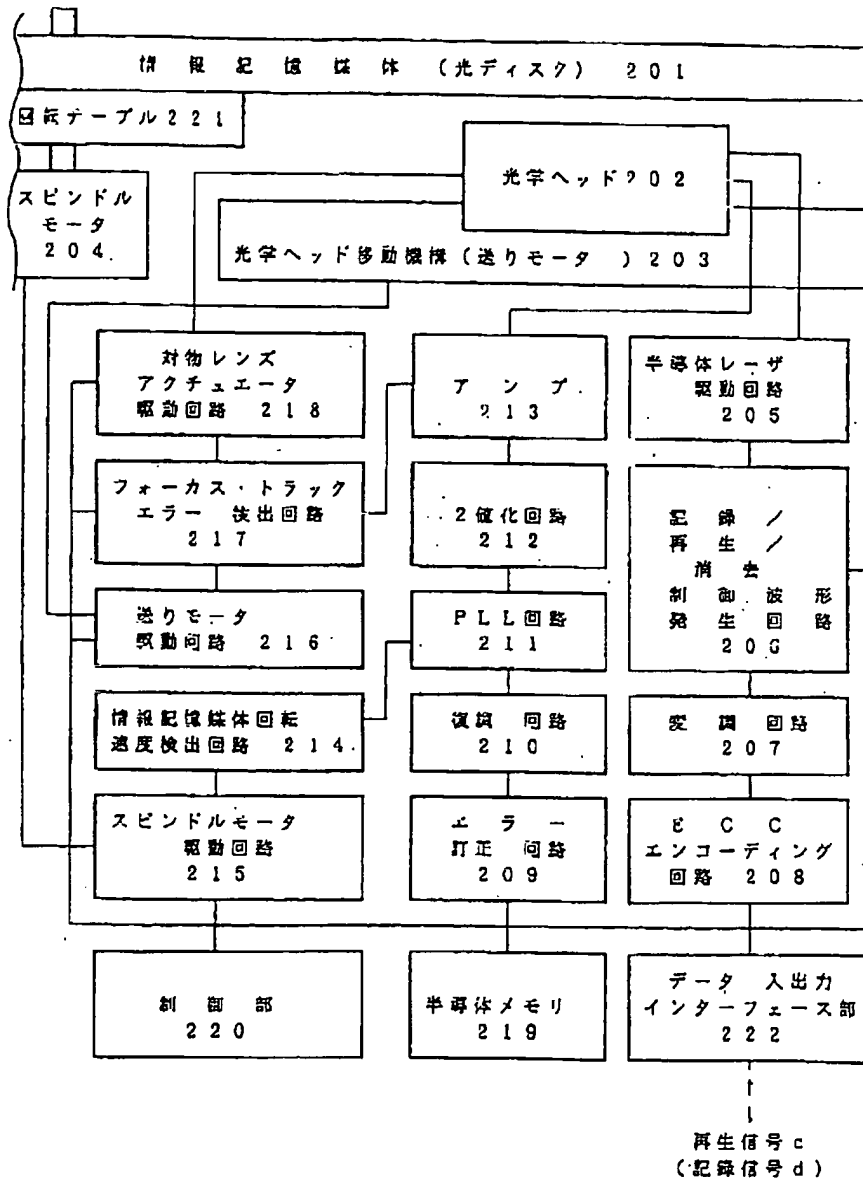 情報記憶媒体（光ディスク）201
回転テーブル221
スピンドル
モータ
204
光学ヘッド202
光学ヘッド移動機構（送りモータ）203
対物レンズ
アクチュエータ
駆動回路 218
アンプ
213
半導体レーザ
駆動回路
205
フォーカス・トラック
エラー 検出回路
217
2値化回路
212
記録／
再生／
消去
制御波形
発生回路
206
送りモータ
駆動回路 216
PLL回路
211
情報記憶媒体回転
速度検出回路 214
復調回路
210
変調回路
207
スピンドルモータ
駆動回路
215
エラー
訂正回路
209
ECC
エンコーディング
回路 208
制御部
220
半導体メモリ
219
データ 入出力
インターフェース部
222
再生信号c
（記録信号d）